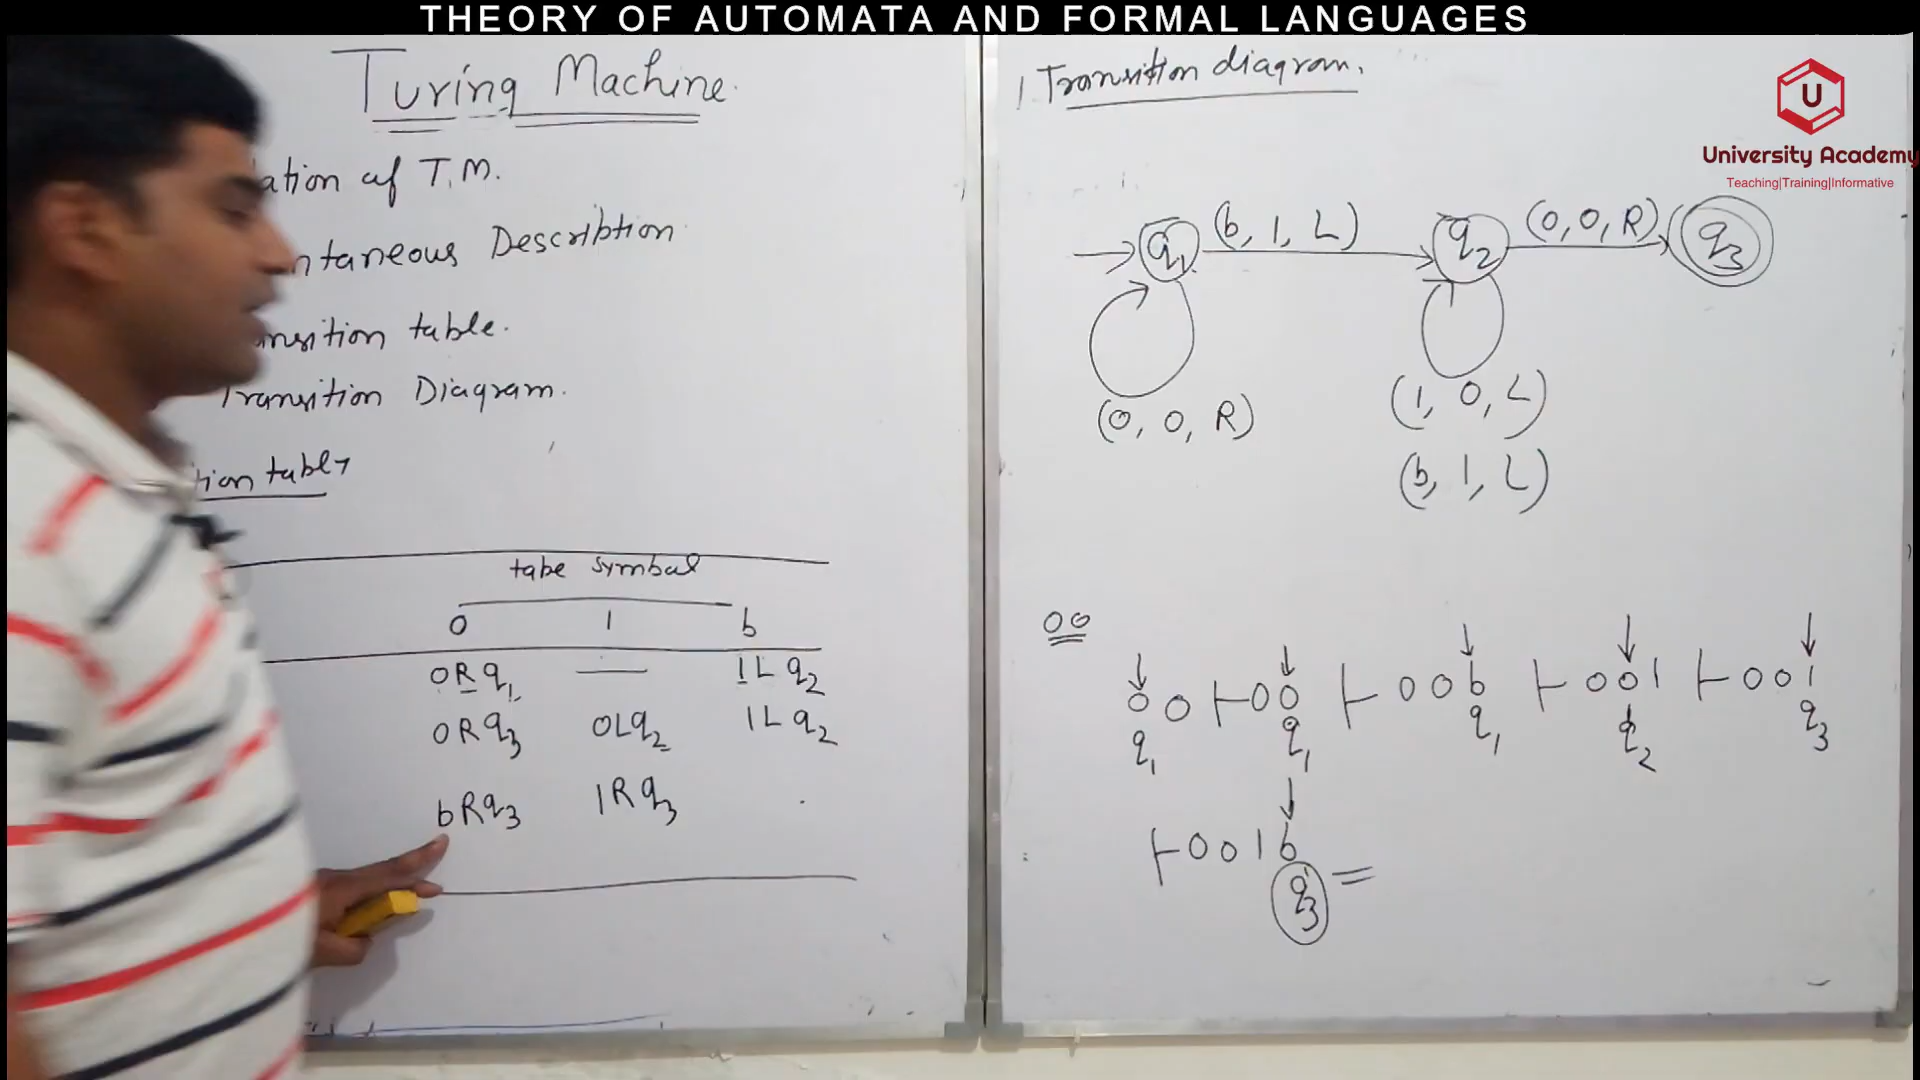 THEORY OF AUTOMATA AND FORMAL LANGUAGES
Turing Machine.
ation of T.M.
ntaneous Description
nsition table.
Transition Diagram.
tion table
tape symbol
0 1 b
0Rq1 — 1Lq2
0Rq3 0Lq2 1Lq2
bRq3 1Rq3
Transition diagram.
U
University Academy
Teaching|Training|Informative
→ q1 (b, 1, L) q2 (0, 0, R) q3
(0, 0, R) (1, 0, L)
(b, 1, L)
00
0 0 ⊢ 0 0 ⊢ 0 0 b ⊢ 0 0 1 ⊢ 0 0 1
q1 q1 q1 q2 q3
⊢ 0 0 1 b
q3 =